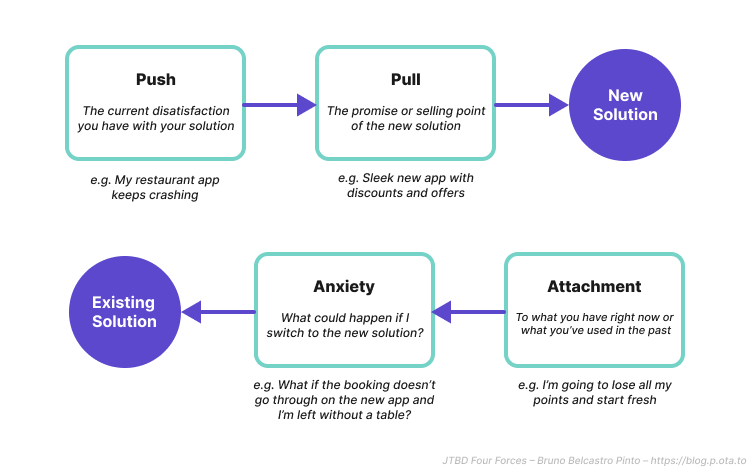 Push
The current disatisfaction
you have with your solution
Pull
The promise or selling point
of the new solution
New
Solution
e.g. My restaurant app
keeps crashing
e.g. Sleek new app with
discounts and offers
Existing
Solution
Anxiety
What could happen if I
switch to the new solution?
Attachment
To what you have right now or
what you've used in the past
e.g. What if the booking doesn't
go through on the new app and
I'm left without a table?
e.g. I'm going to lose all my
points and start fresh
JTBD Four Forces – Bruno Belcastro Pinto – https://blog.p.ota.to